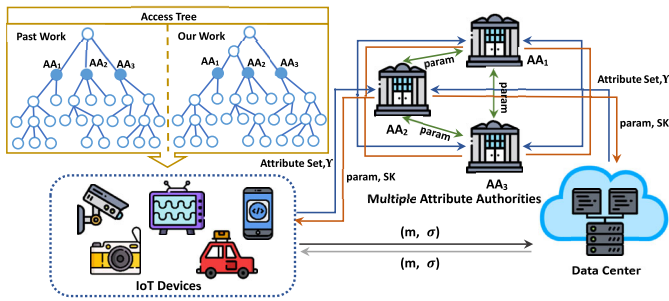 Access Tree
Past Work
Our Work
AA1
AA2
AA3
AA1
AA2
AA3
param
param
param
AA1
AA2
AA3
Attribute Set,ϒ
param, SK
Attribute Set,ϒ
param, SK
Multiple Attribute Authorities
(m, σ)
(m, σ)
IoT Devices
Data Center